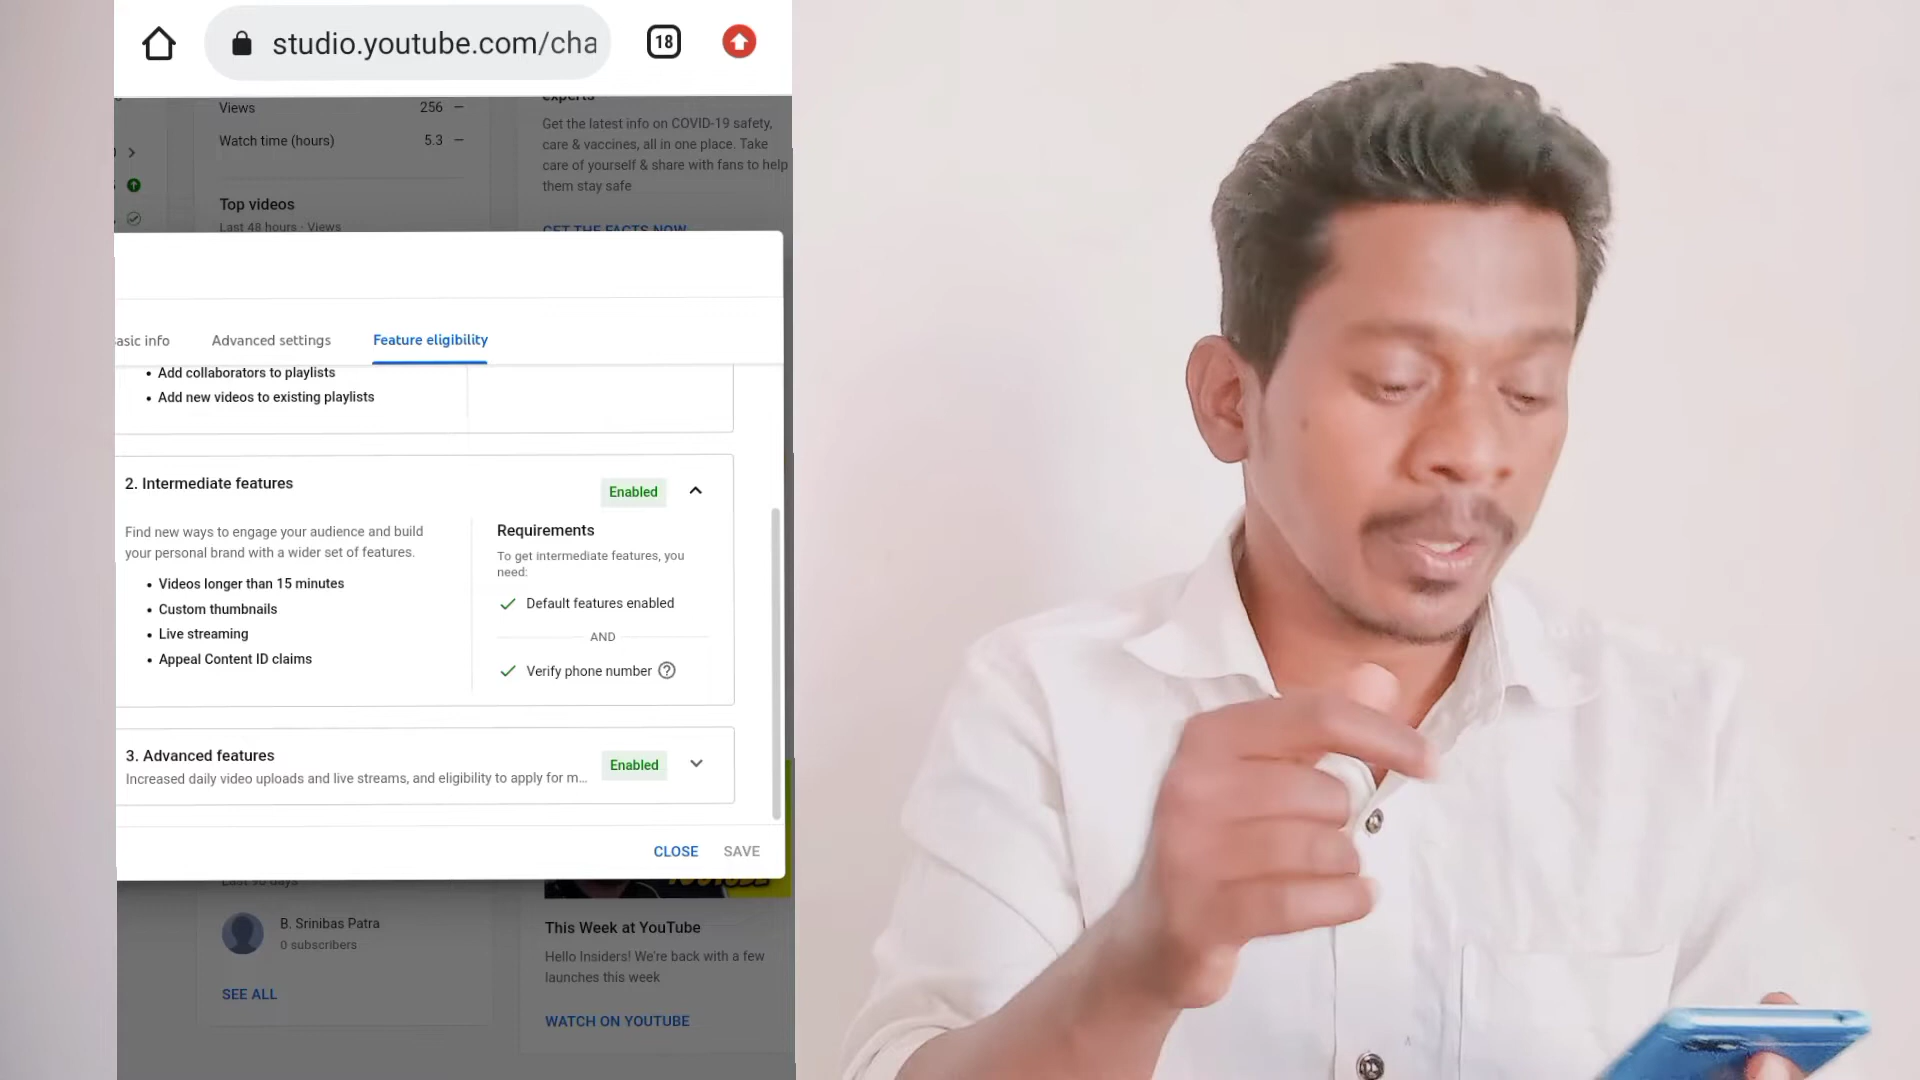 studio.youtube.com/cha
18
Views 256 —
Watch time (hours) 5.3 —
Top videos
Last 48 hours · Views
experts
Get the latest info on COVID-19 safety,
care & vaccines, all in one place. Take
care of yourself & share with fans to help
them stay safe
GET THE FACTS NOW
asic info Advanced settings Feature eligibility
• Add collaborators to playlists
• Add new videos to existing playlists
2. Intermediate features
Enabled
Find new ways to engage your audience and build
your personal brand with a wider set of features.
• Videos longer than 15 minutes
• Custom thumbnails
• Live streaming
• Appeal Content ID claims
Requirements
To get intermediate features, you
need:
Default features enabled
AND
Verify phone number
3. Advanced features
Increased daily video uploads and live streams, and eligibility to apply for m...
Enabled
CLOSE SAVE
Last 90 days
B. Srinibas Patra
0 subscribers
SEE ALL
YOUTUBE
This Week at YouTube
Hello Insiders! We're back with a few
launches this week
WATCH ON YOUTUBE